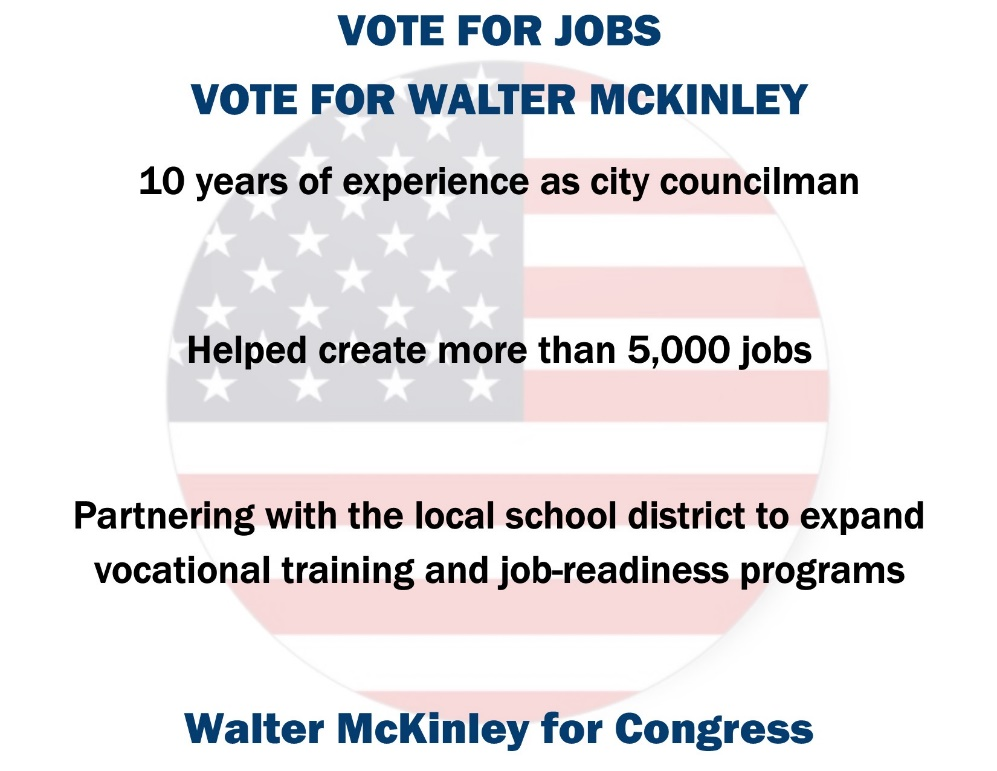 VOTE FOR JOBS
VOTE FOR WALTER MCKINLEY
10 years of experience as city councilman
Helped create more than 5,000 jobs
Partnering with the local school district to expand
vocational training and job-readiness programs
Walter McKinley for Congress